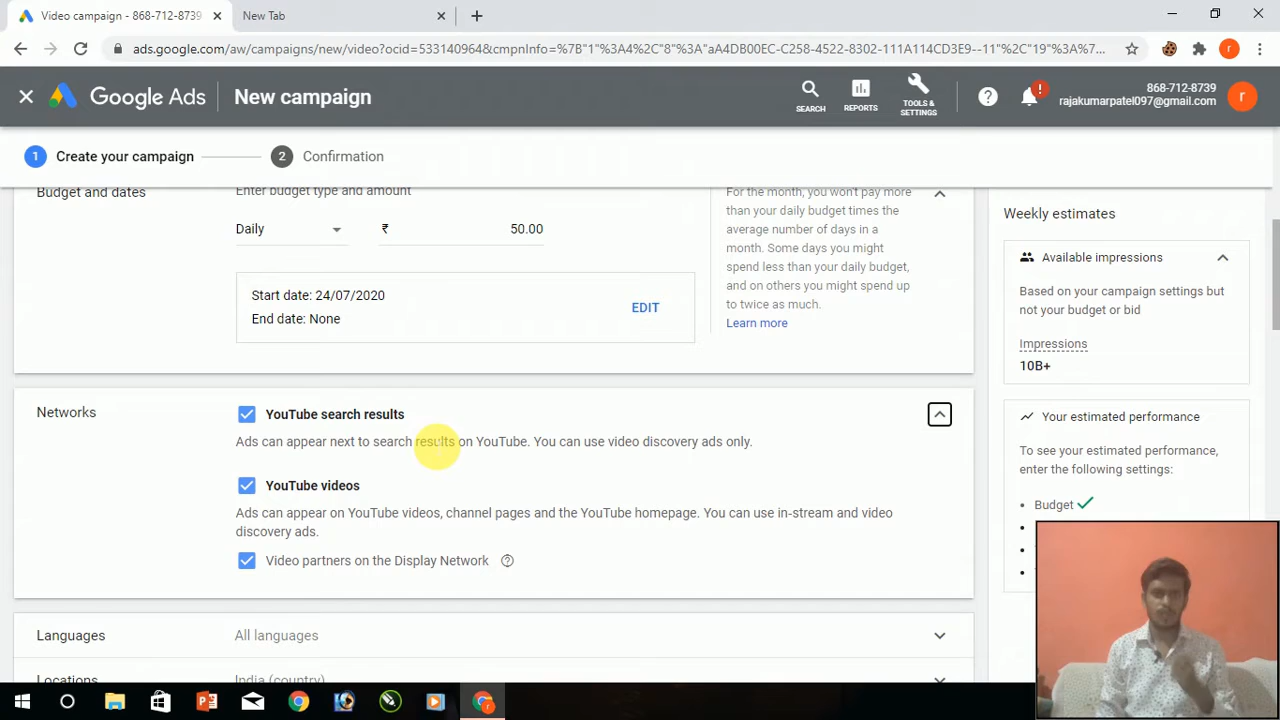 Video campaign - 868-712-8739
New Tab
ads.google.com/aw/campaigns/new/video?ocid=533140964&cmpnInfo=%7B"1"%3A4%2C"8"%3A"aA4DB00EC-C258-4522-8302-111A114CD3E9--11"%2C"19"%3A%7...
r
Google Ads
New campaign
SEARCH
REPORTS
TOOLS &
SETTINGS
868-712-8739
rajakumarpatel097@gmail.com
r
1 Create your campaign
2 Confirmation
Budget and dates
Enter budget type and amount
Daily
₹ 50.00
Start date: 24/07/2020
End date: None
EDIT
For the month, you won't pay more
than your daily budget times the
average number of days in a
month. Some days you might
spend less than your daily budget,
and on others you might spend up
to twice as much.
Learn more
Networks
YouTube search results
Ads can appear next to search results on YouTube. You can use video discovery ads only.
YouTube videos
Ads can appear on YouTube videos, channel pages and the YouTube homepage. You can use in-stream and video
discovery ads.
Video partners on the Display Network
Languages
All languages
Locations
India (country)
Weekly estimates
Available impressions
Based on your campaign settings but
not your budget or bid
Impressions
10B+
Your estimated performance
To see your estimated performance,
enter the following settings:
• Budget